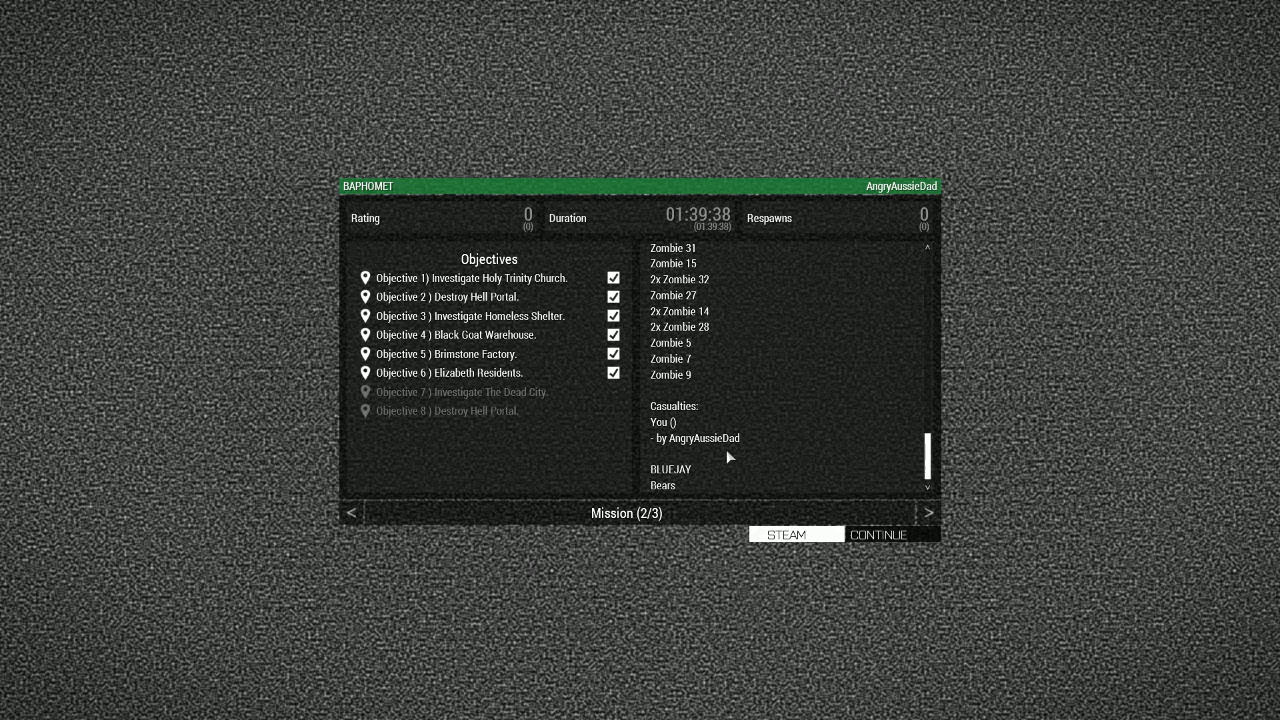 BAPHOMET AngryAussieDad
Rating 0 (0) Duration 01:39:38 (01:39:38) Respawns 0 (0)
Objectives
Objective 1) Investigate Holy Trinity Church.
Objective 2 ) Destroy Hell Portal.
Objective 3 ) Investigate Homeless Shelter.
Objective 4 ) Black Goat Warehouse.
Objective 5 ) Brimstone Factory.
Objective 6 ) Elizabeth Residents.
Objective 7 ) Investigate The Dead City.
Objective 8 ) Destroy Hell Portal.
Zombie 31
Zombie 15
2x Zombie 32
Zombie 27
2x Zombie 14
2x Zombie 28
Zombie 5
Zombie 7
Zombie 9
Casualties:
You ()
- by AngryAussieDad
BLUEJAY
Bears
< Mission (2/3) >
STEAM CONTINUE